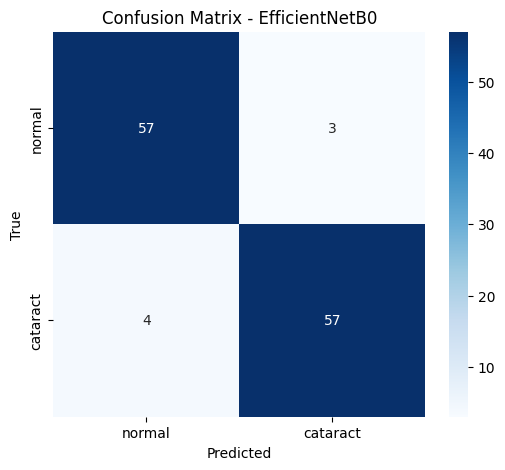 Confusion Matrix - EfficientNetB0
True
normal
57
3
cataract
4
57
normal
cataract
Predicted
50
40
30
20
10